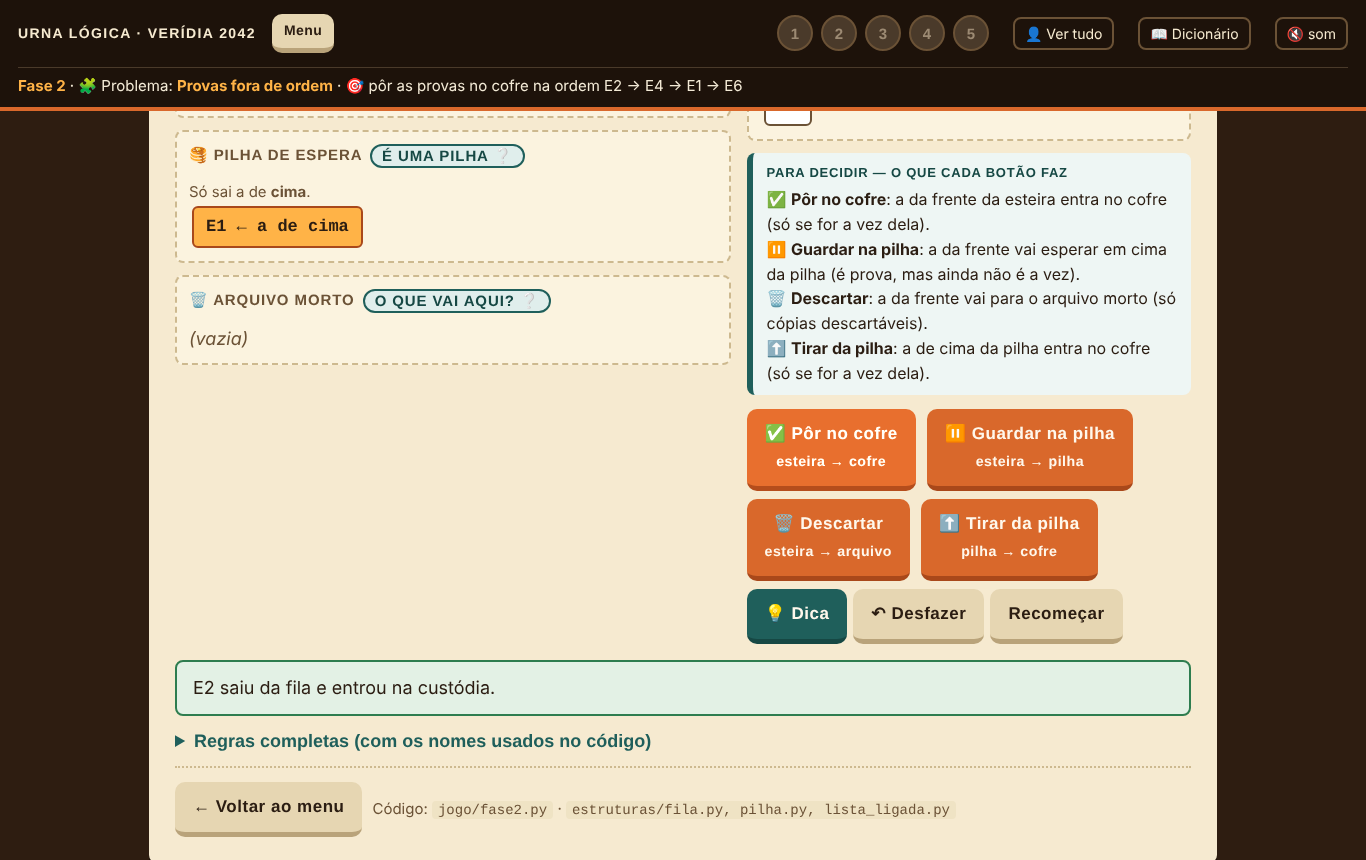 URNA LÓGICA · VERÍDIA 2042 Menu 1 2 3 4 5 👤 Ver tudo 📖 Dicionário 🔇 som
Fase 2 · 🧩 Problema: Provas fora de ordem · 🎯 pôr as provas no cofre na ordem E2 → E4 → E1 → E6
🥞 PILHA DE ESPERA É UMA PILHA ❔
Só sai a de cima.
E1 ← a de cima
🗑️ ARQUIVO MORTO O QUE VAI AQUI? ❔
(vazia)
PARA DECIDIR — O QUE CADA BOTÃO FAZ
✅ Pôr no cofre: a da frente da esteira entra no cofre
(só se for a vez dela).
⏸️ Guardar na pilha: a da frente vai esperar em cima
da pilha (é prova, mas ainda não é a vez).
🗑️ Descartar: a da frente vai para o arquivo morto (só
cópias descartáveis).
⬆️ Tirar da pilha: a de cima da pilha entra no cofre
(só se for a vez dela).
✅ Pôr no cofre
esteira → cofre
⏸️ Guardar na pilha
esteira → pilha
🗑️ Descartar
esteira → arquivo
⬆️ Tirar da pilha
pilha → cofre
💡 Dica
↶ Desfazer
Recomeçar
E2 saiu da fila e entrou na custódia.
▶ Regras completas (com os nomes usados no código)
← Voltar ao menu
Código: jogo/fase2.py · estruturas/fila.py, pilha.py, lista_ligada.py